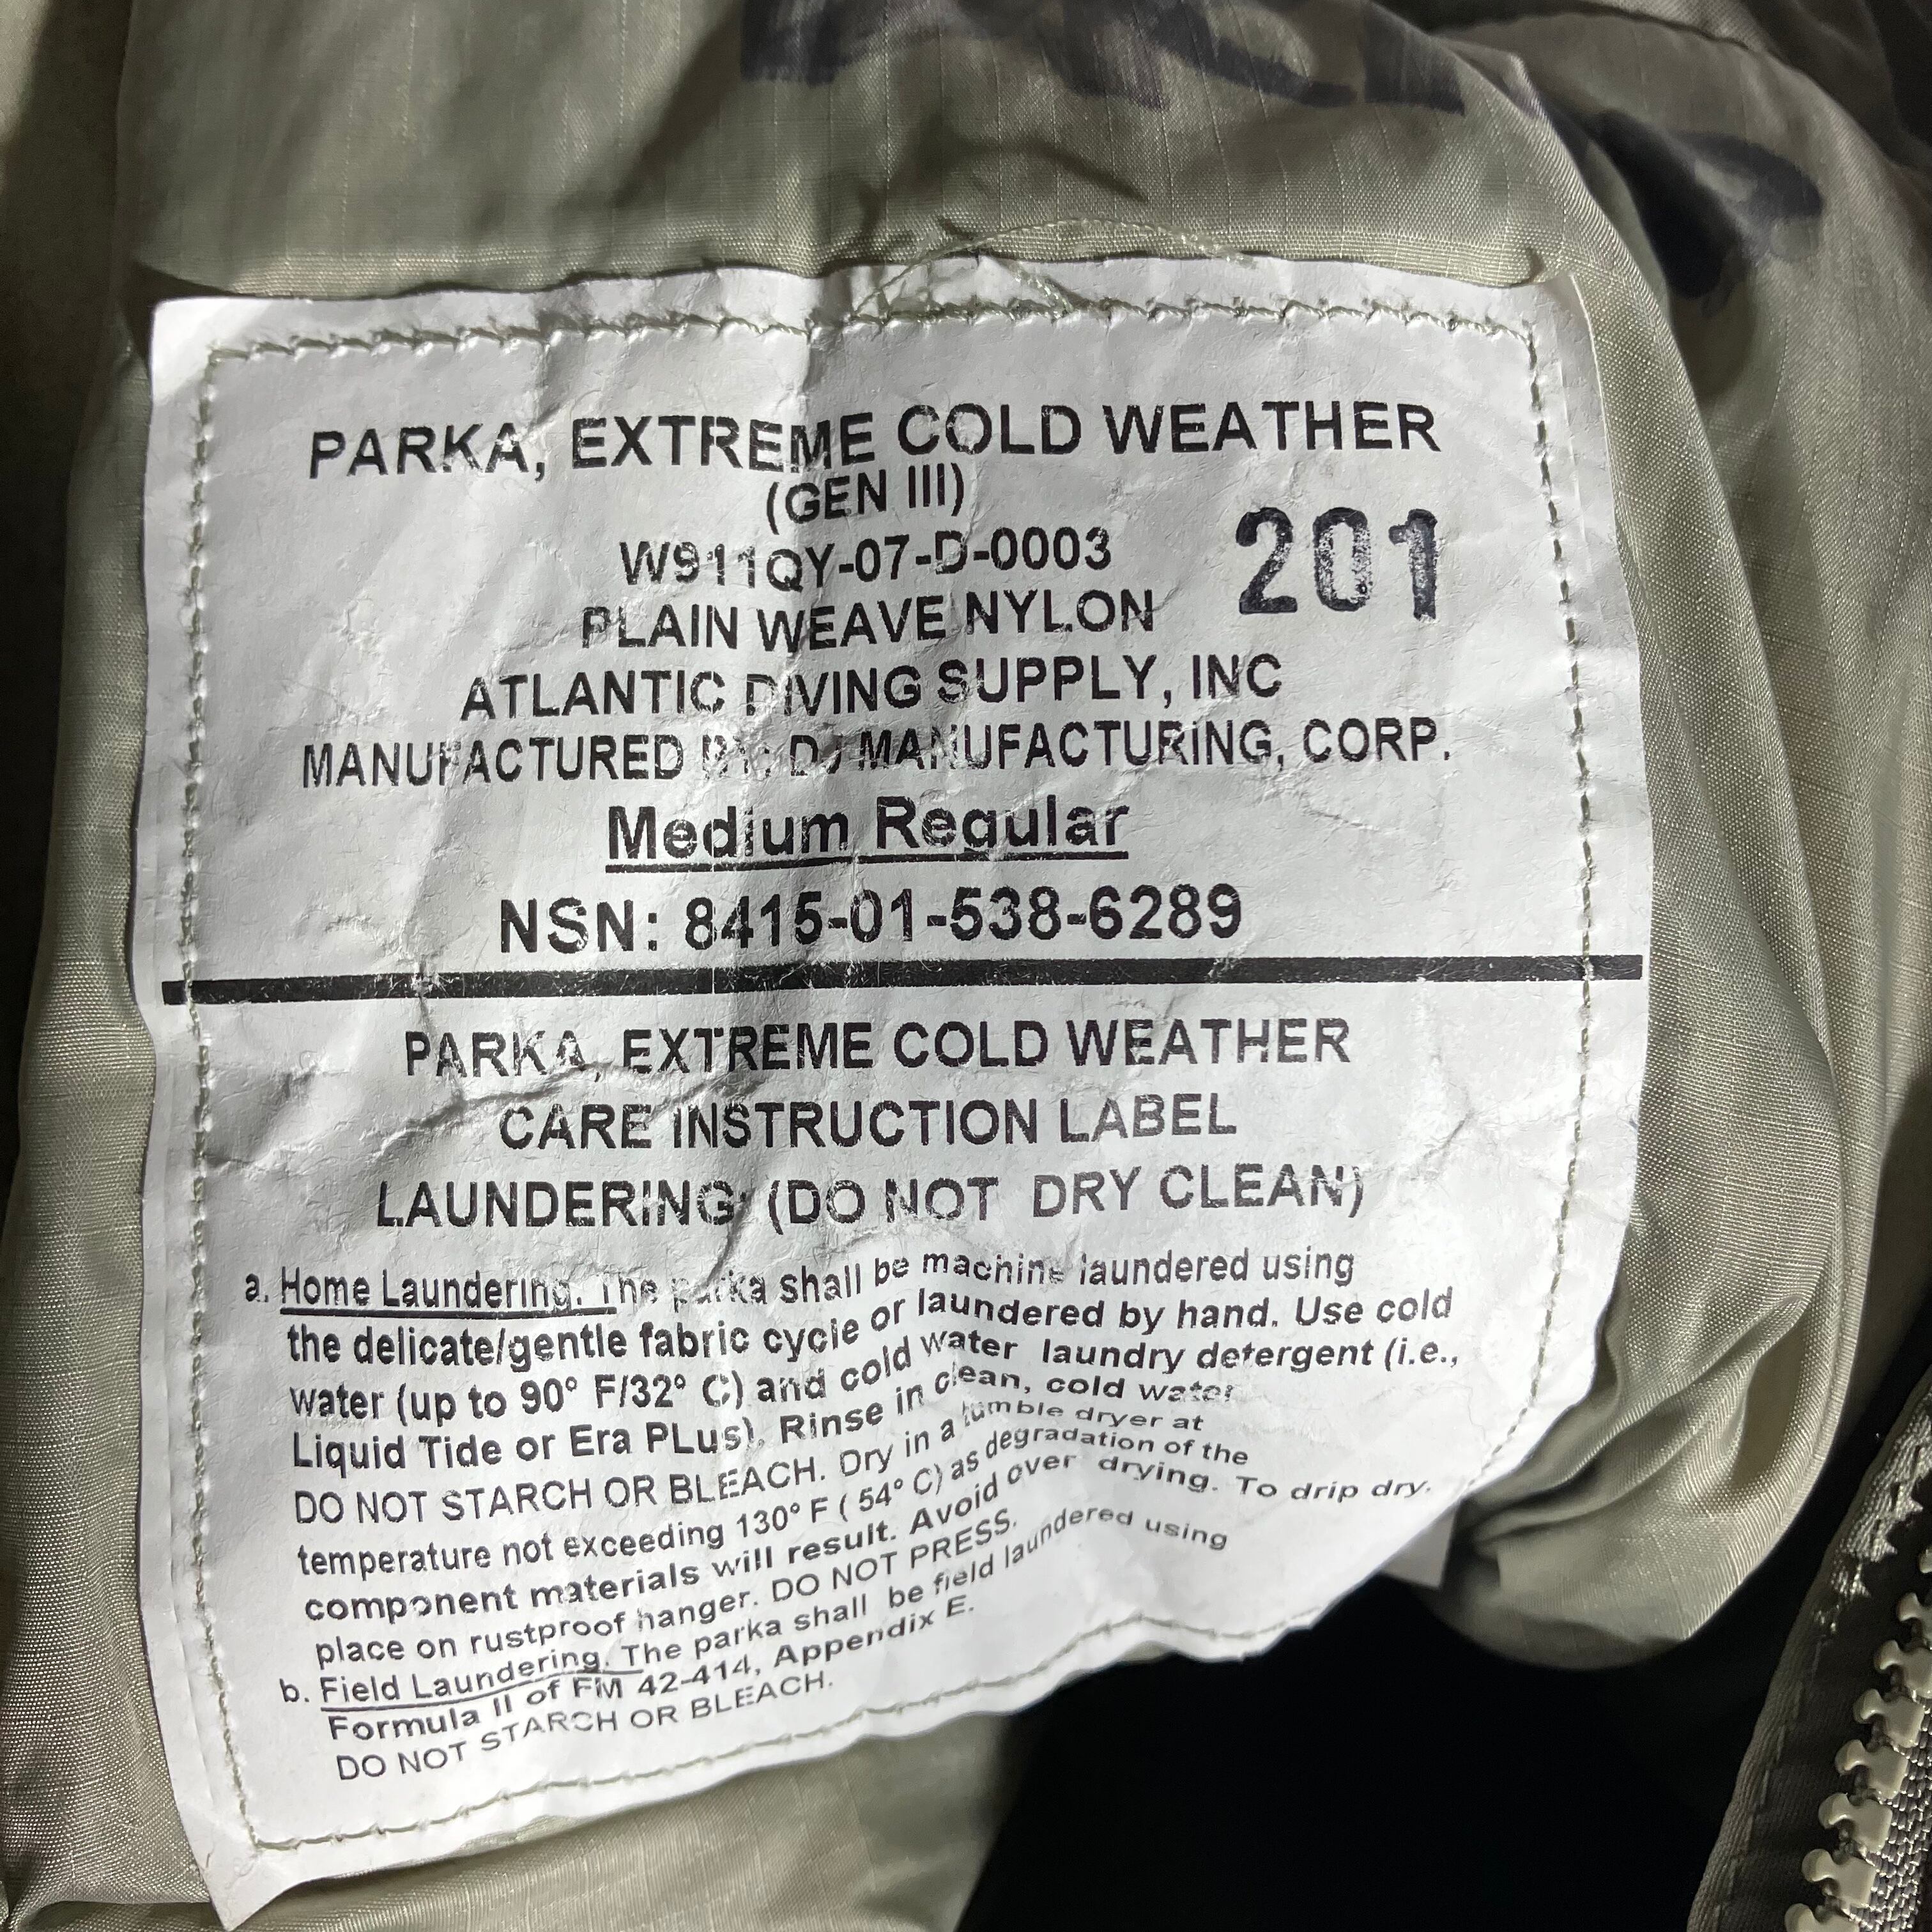 PARKA, EXTREME COLD WEATHER
(GEN III)
W911QY-07-D-0003
201
PLAIN WEAVE NYLON
ATLANTIC DIVING SUPPLY, INC
MANUFACTURED BY: DJ MANUFACTURING, CORP.
Medium Regular
NSN: 8415-01-538-6289
PARKA, EXTREME COLD WEATHER
CARE INSTRUCTION LABEL
LAUNDERING (DO NOT DRY CLEAN)
a. Home Laundering. The parka shall be machine laundered using
the delicate/gentle fabric cycle or laundered by hand. Use cold
water (up to 90° F/32° C) and cold water laundry detergent (i.e.,
Liquid Tide or Era PLus). Rinse in clean, cold water
DO NOT STARCH OR BLEACH. Dry in a tumble dryer at
temperature not exceeding 130° F ( 54° C) as degradation of the
component materials will result. Avoid over drying. To drip dry.
place on rustproof hanger. DO NOT PRESS.
b. Field Laundering. The parka shall be field laundered using
Formula II of FM 42-414, Appendix E.
DO NOT STARCH OR BLEACH.